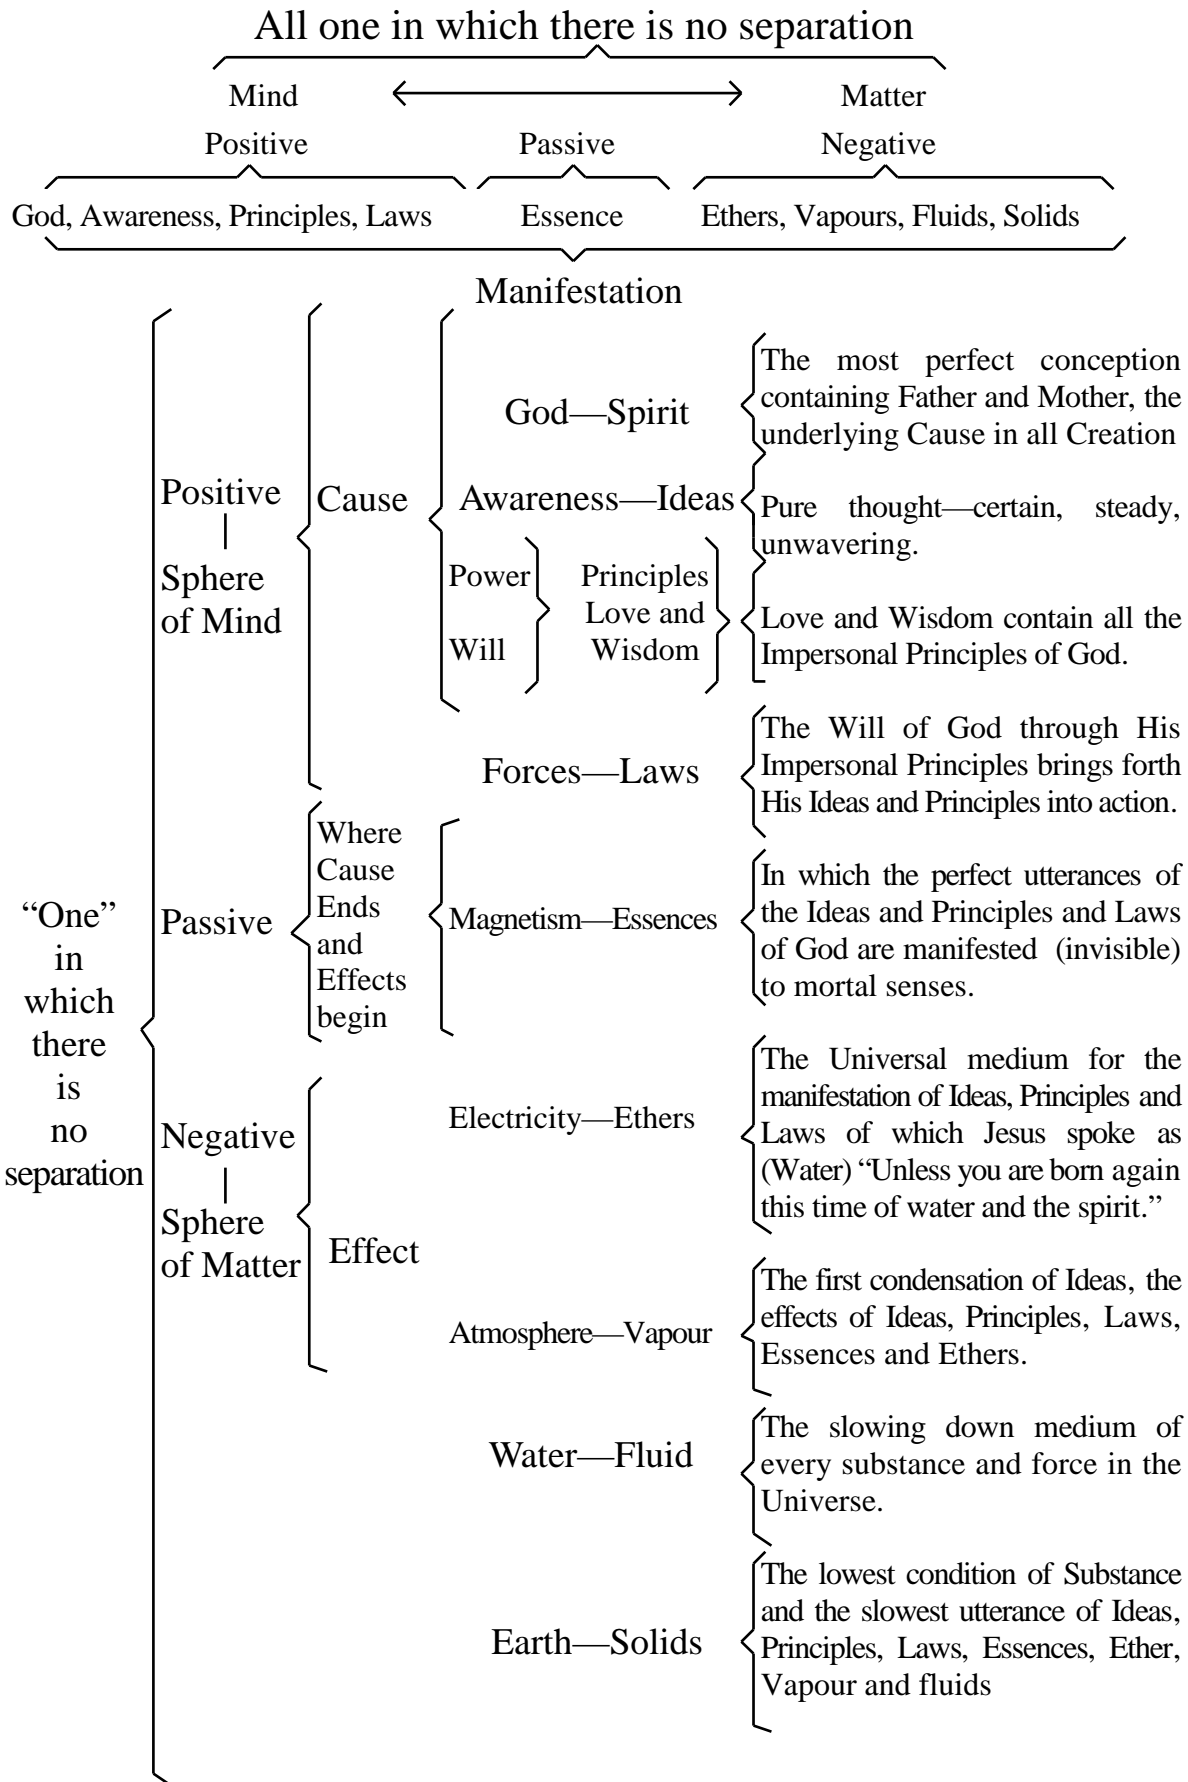 All one in which there is no separation
Mind Matter
Positive Passive Negative
God, Awareness, Principles, Laws Essence Ethers, Vapours, Fluids, Solids
Manifestation
“One”
in
which
there
is
no
separation
Positive
Sphere
of Mind
Cause
God—Spirit
The most perfect conception
containing Father and Mother, the
underlying Cause in all Creation
Awareness—Ideas
Pure thought—certain, steady,
unwavering.
Power
Will
Principles
Love and
Wisdom
Love and Wisdom contain all the
Impersonal Principles of God.
Forces—Laws
The Will of God through His
Impersonal Principles brings forth
His Ideas and Principles into action.
Passive
Where
Cause
Ends
and
Effects
begin
Magnetism—Essences
In which the perfect utterances of
the Ideas and Principles and Laws
of God are manifested (invisible)
to mortal senses.
Negative
Sphere
of Matter
Effect
Electricity—Ethers
The Universal medium for the
manifestation of Ideas, Principles and
Laws of which Jesus spoke as
(Water) “Unless you are born again
this time of water and the spirit.”
Atmosphere—Vapour
The first condensation of Ideas, the
effects of Ideas, Principles, Laws,
Essences and Ethers.
Water—Fluid
The slowing down medium of
every substance and force in the
Universe.
Earth—Solids
The lowest condition of Substance
and the slowest utterance of Ideas,
Principles, Laws, Essences, Ether,
Vapour and fluids